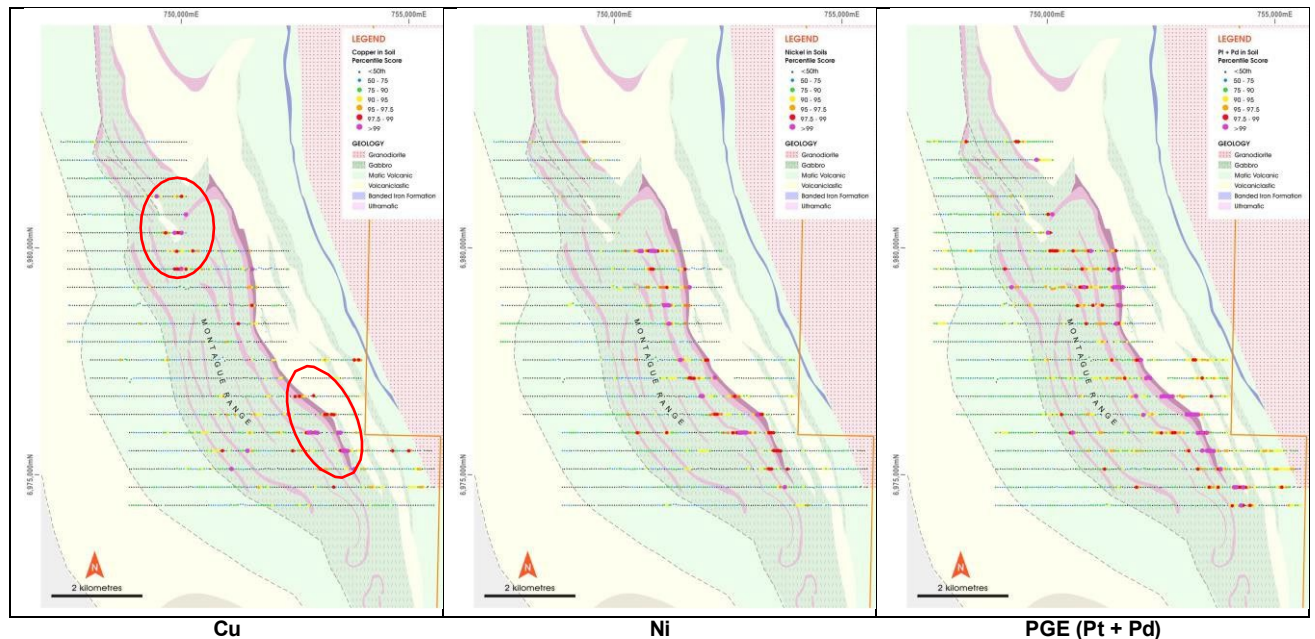 750,000mE
755,000mE
LEGEND
Copper in Soil
Percentile Score
<50th
50 - 75
75 - 90
90 - 95
95 - 97.5
97.5 - 99
>99
GEOLOGY
Granodiorite
Gabbro
Mafic Volcanic
Volcaniclastic
Banded Iron Formation
Ultramafic
6,980,000mN
MONTAGUE RANGE
6,975,000mN
N
2 kilometres
Cu
750,000mE
755,000mE
LEGEND
Nickel in Soils
Percentile Score
<50th
50 - 75
75 - 90
90 - 95
95 - 97.5
97.5 - 99
>99
GEOLOGY
Granodiorite
Gabbro
Mafic Volcanic
Volcaniclastic
Banded Iron Formation
Ultramafic
6,980,000mN
MONTAGUE RANGE
6,975,000mN
N
2 kilometres
Ni
750,000mE
755,000mE
LEGEND
Pt + Pd in Soil
Percentile Score
<50th
50 - 75
75 - 90
90 - 95
95 - 97.5
97.5 - 99
>99
GEOLOGY
Granodiorite
Gabbro
Mafic Volcanic
Volcaniclastic
Banded Iron Formation
Ultramafic
6,980,000mN
MONTAGUE RANGE
6,975,000mN
N
2 kilometres
PGE (Pt + Pd)